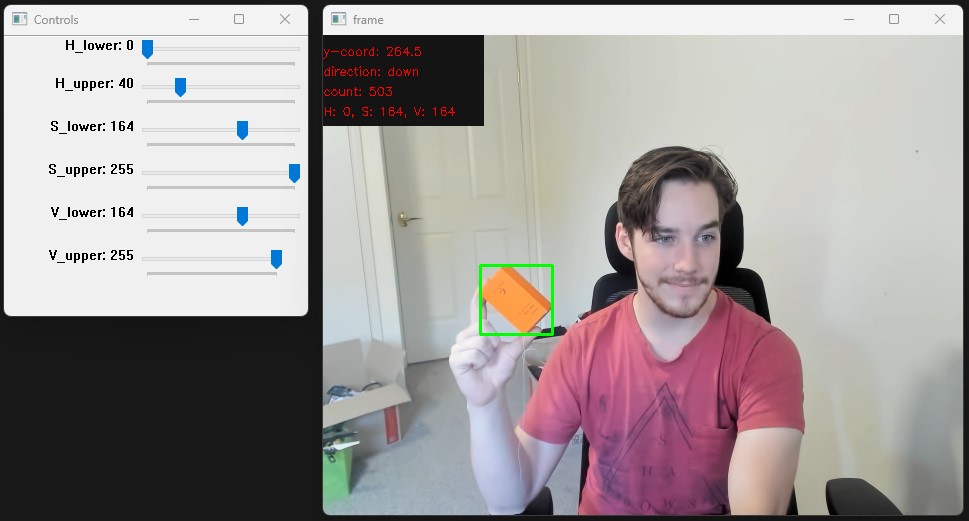 Controls
H_lower: 0
H_upper: 40
S_lower: 164
S_upper: 255
V_lower: 164
V_upper: 255
frame
y-coord: 264.5
direction: down
count: 503
H: 0, S: 164, V: 164